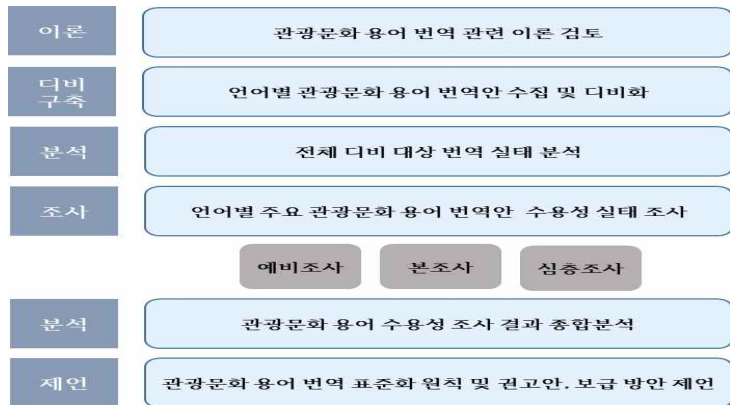 이론
관광문화 용어 번역 관련 이론 검토
디비
구축
언어별 관광문화 용어 번역안 수집 및 디비화
분석
전체 디비 대상 번역 실태 분석
조사
언어별 주요 관광문화 용어 번역안 수용성 실태 조사
예비조사
본조사
심층조사
분석
관광문화 용어 수용성 조사 결과 종합분석
제언
관광문화 용어 번역 표준화 원칙 및 권고안, 보급 방안 제언